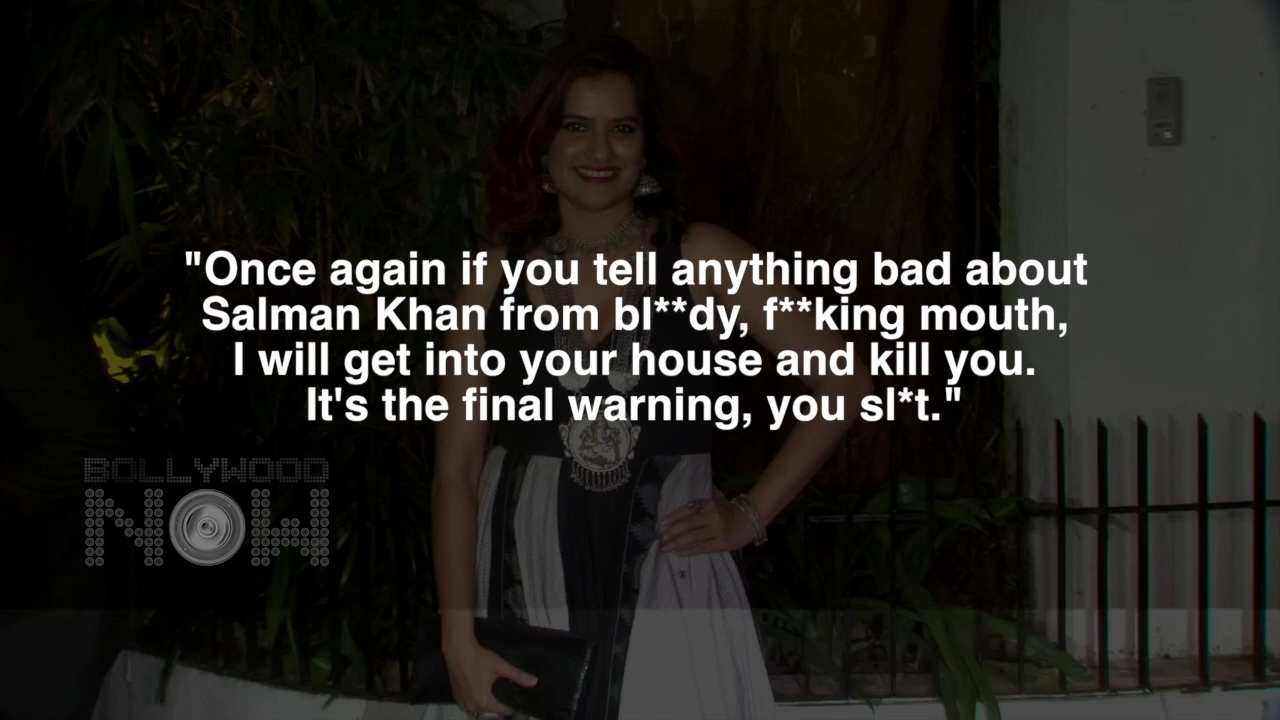 "Once again if you tell anything bad about
Salman Khan from bl**dy, f**king mouth,
I will get into your house and kill you.
It's the final warning, you sl*t."
BOLLYWOOD
NOW